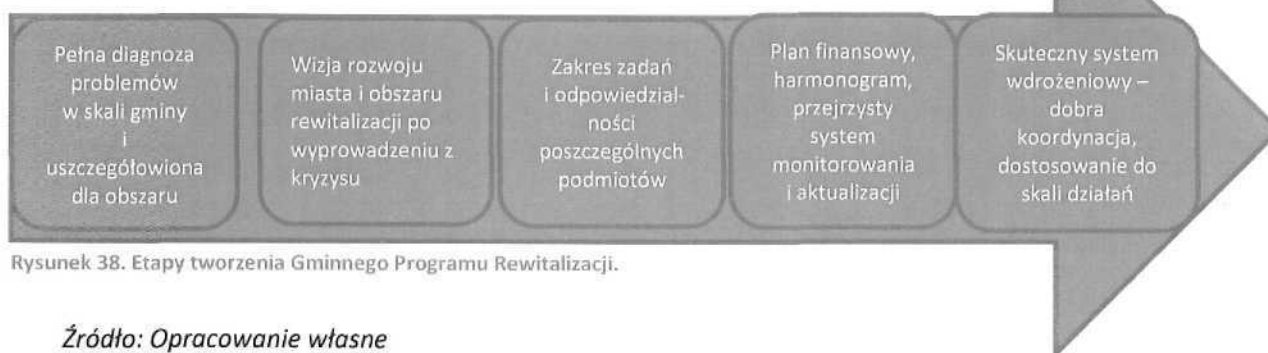 Pełna diagnoza
problemów
w skali gminy
i
uszczegółowiona
dla obszaru
Wizja rozwoju
miasta i obszaru
rewitalizacji po
wyprowadzeniu z
kryzysu
Zakres zadań
i odpowiedzial-
ności
poszczególnych
podmiotów
Plan finansowy,
harmonogram,
przejrzysty
system
monitorowania
i aktualizacji
Skuteczny system
wdrożeniowy –
dobra
koordynacja,
dostosowanie do
skali działań
Rysunek 38. Etapy tworzenia Gminnego Programu Rewitalizacji.
Źródło: Opracowanie własne